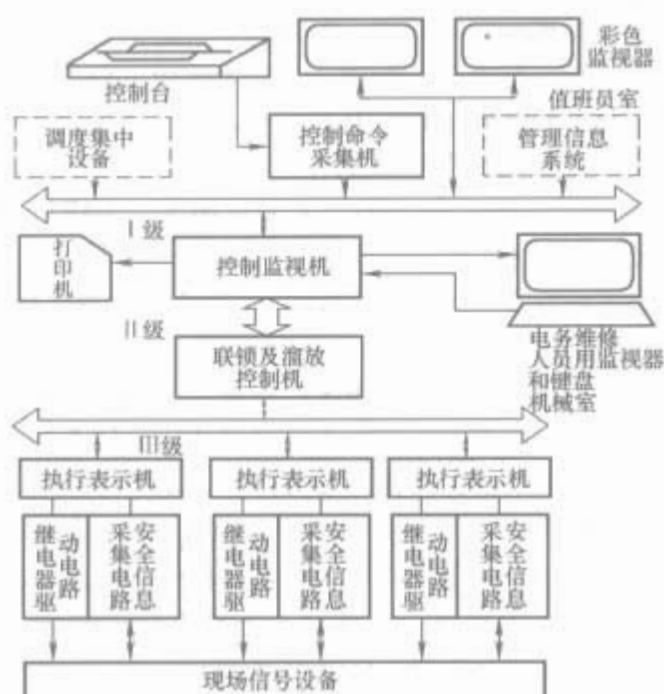 彩色
监视器
控制台
值班员室
调度集中
设备
控制命令
采集机
管理信息
系统
I级
打印机
控制监视机
II级
联锁及溜放
控制机
电务维修
人员用监视器
和键盘
机械室
III级
执行表示机
执行表示机
执行表示机
继电器驱
动电路
采集电路
安全信息
继电器驱
动电路
采集电路
安全信息
继电器驱
动电路
采集电路
安全信息
现场信号设备